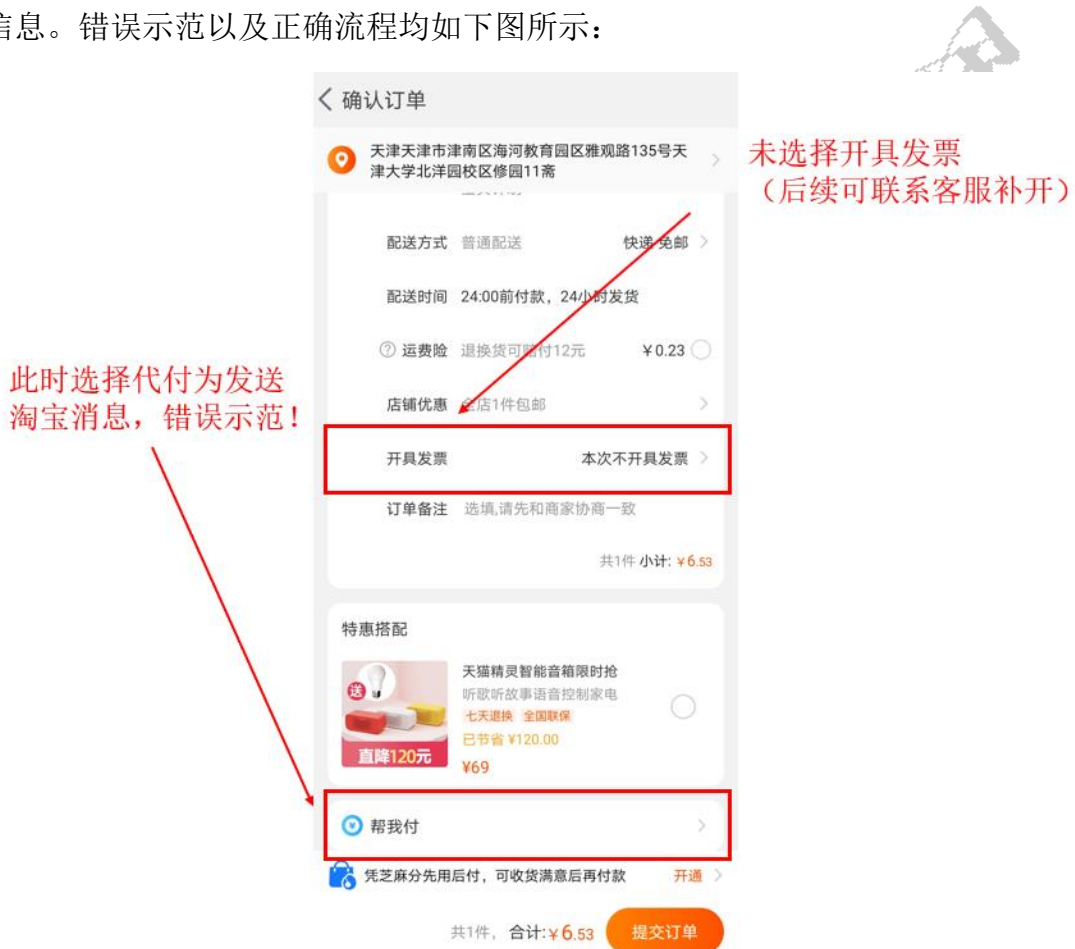 信息。错误示范以及正确流程均如下图所示：
确认订单
天津天津市津南区海河教育园区雅观路135号天
津大学北洋园校区修园11斋
未选择开具发票
（后续可联系客服补开）
配送方式 普通配送 快递 免邮
配送时间 24:00前付款，24小时发货
运费险 退换货可赔付12元 ￥0.23
此时选择代付为发送
淘宝消息，错误示范！
店铺优惠 全店1件包邮
开具发票 本次不开具发票
订单备注 选填,请先和商家协商一致
共1件 小计: ￥6.53
特惠搭配
送
直降120元
天猫精灵智能音箱限时抢
听歌听故事语音控制家电
七天退换 全国联保
已节省 ¥120.00
¥69
帮我付
凭芝麻分先用后付，可收货满意后再付款 开通
共1件， 合计:￥6.53 提交订单